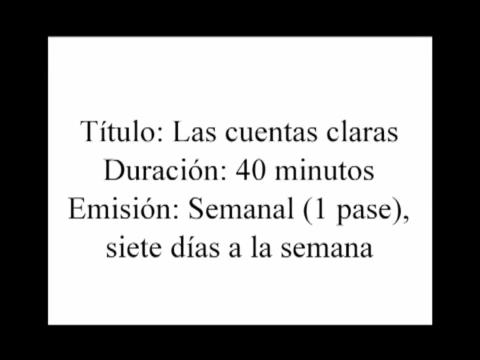 Título: Las cuentas claras
Duración: 40 minutos
Emisión: Semanal (1 pase),
siete días a la semana